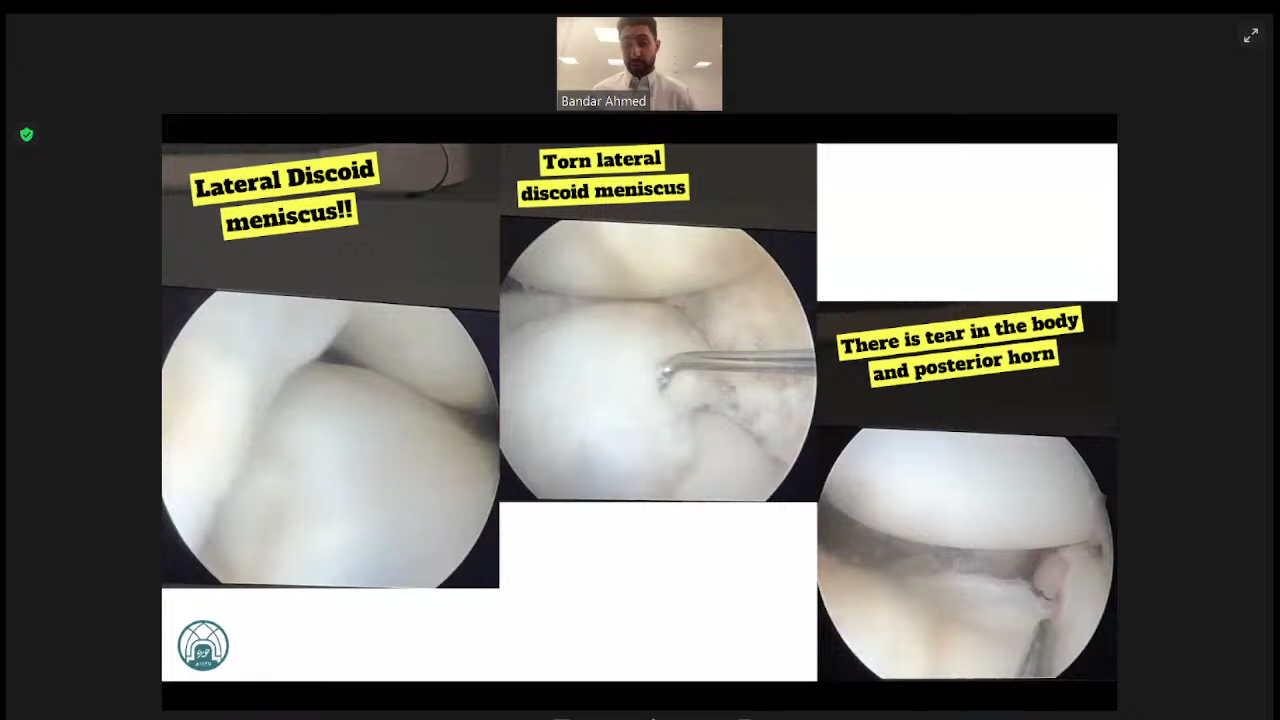 Bandar Ahmed
Lateral Discoid
meniscus!!
Torn lateral
discoid meniscus
There is tear in the body
and posterior horn